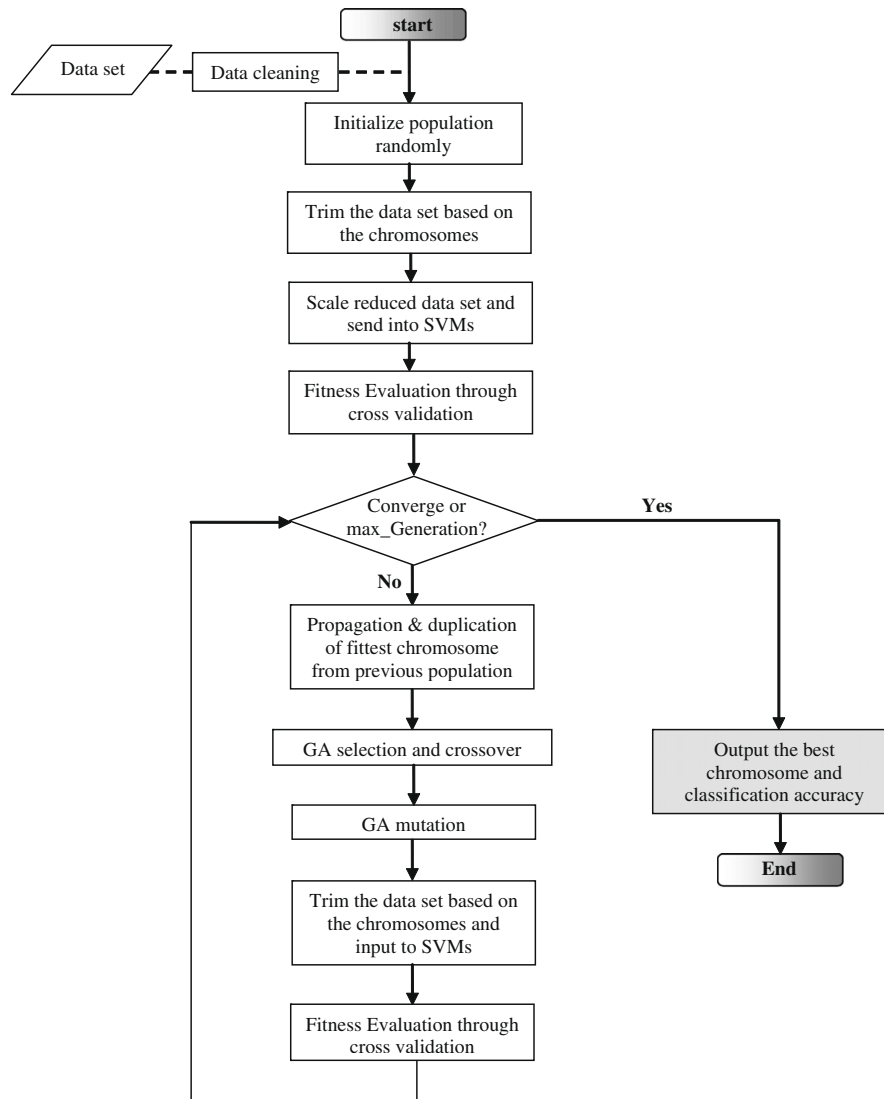 start
Data set
Data cleaning
Initialize population
randomly
Trim the data set based on
the chromosomes
Scale reduced data set and
send into SVMs
Fitness Evaluation through
cross validation
Converge or
max_Generation?
Yes
No
Propagation & duplication
of fittest chromosome
from previous population
GA selection and crossover
Output the best
chromosome and
classification accuracy
GA mutation
End
Trim the data set based on
the chromosomes and
input to SVMs
Fitness Evaluation through
cross validation